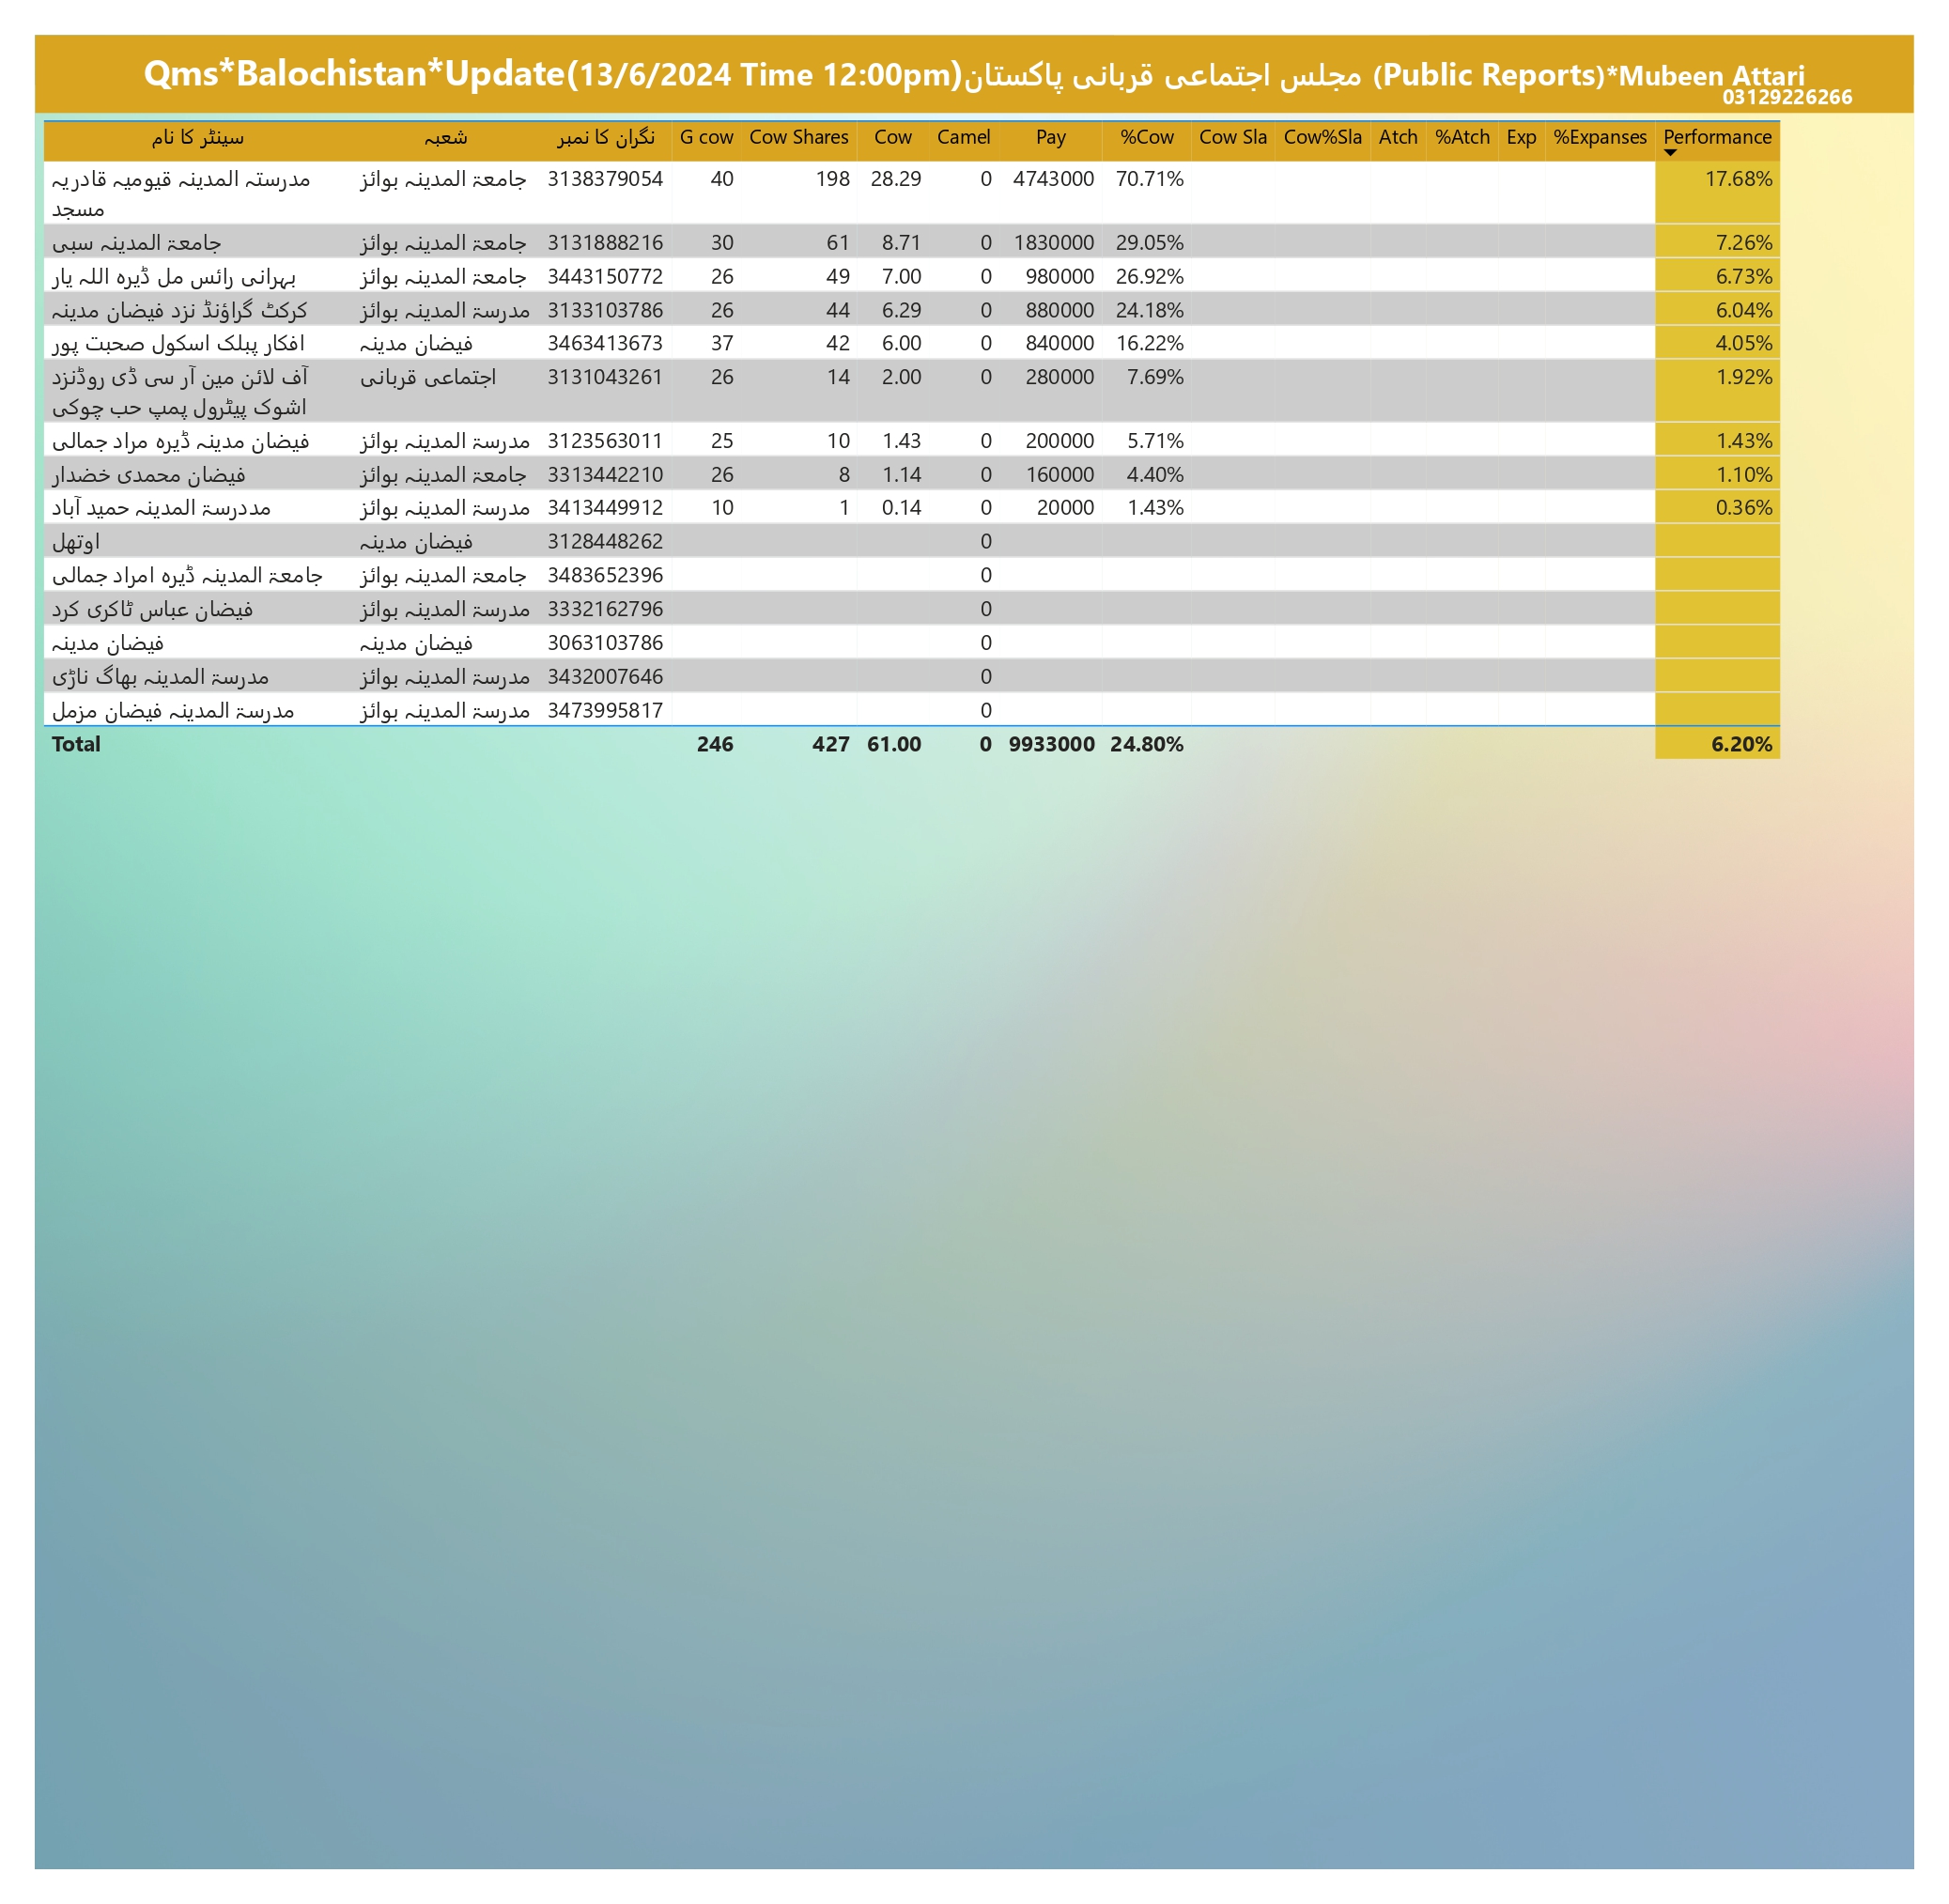 Qms*Balochistan*Update(13/6/2024 Time 12:00pm)مجلس اجتماعی قربانی پاکستان (Public Reports)*Mubeen Attari
03129226266
سینٹر کا نام شعبہ نگران کا نمبر G cow Cow Shares Cow Camel Pay %Cow Cow Sla Cow%Sla Atch %Atch Exp %Expanses Performance
مدرستہ المدینہ قیومیہ قادریہ جامعۃ المدینہ بوائز 3138379054 40 198 28.29 0 4743000 70.71% 17.68%
مسجد
جامعۃ المدینہ سبی جامعۃ المدینہ بوائز 3131888216 30 61 8.71 0 1830000 29.05% 7.26%
بہرانی رائس مل ڈیرہ اللہ یار جامعۃ المدینہ بوائز 3443150772 26 49 7.00 0 980000 26.92% 6.73%
کرکٹ گراؤنڈ نزد فیضان مدینہ مدرسۃ المدینہ بوائز 3133103786 26 44 6.29 0 880000 24.18% 6.04%
افکار پبلک اسکول صحبت پور فیضان مدینہ 3463413673 37 42 6.00 0 840000 16.22% 4.05%
آف لائن مین آر سی ڈی روڈنزد اجتماعی قربانی 3131043261 26 14 2.00 0 280000 7.69% 1.92%
اشوک پیٹرول پمپ حب چوکی
فیضان مدینہ ڈیرہ مراد جمالی مدرسۃ المدینہ بوائز 3123563011 25 10 1.43 0 200000 5.71% 1.43%
فیضان محمدی خضدار جامعۃ المدینہ بوائز 3313442210 26 8 1.14 0 160000 4.40% 1.10%
مددرسۃ المدینہ حمید آباد مدرسۃ المدینہ بوائز 3413449912 10 1 0.14 0 20000 1.43% 0.36%
اوتھل فیضان مدینہ 3128448262 0
جامعۃ المدینہ ڈیرہ امراد جمالی جامعۃ المدینہ بوائز 3483652396 0
فیضان عباس ٹاکری کرد مدرسۃ المدینہ بوائز 3332162796 0
فیضان مدینہ فیضان مدینہ 3063103786 0
مدرسۃ المدینہ بھاگ ناڑی مدرسۃ المدینہ بوائز 3432007646 0
مدرسۃ المدینہ فیضان مزمل مدرسۃ المدینہ بوائز 3473995817 0
Total 246 427 61.00 0 9933000 24.80% 6.20%